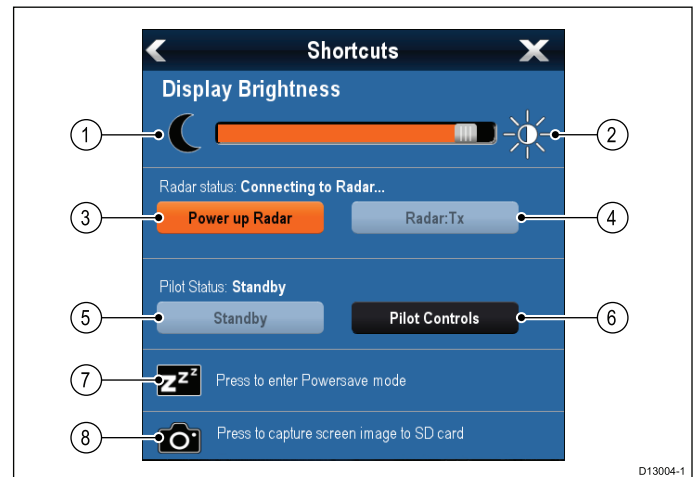 Shortcuts
Display Brightness
1
2
Radar status: Connecting to Radar...
3
Power up Radar
Radar:Tx
4
Pilot Status: Standby
5
Standby
Pilot Controls
6
7
zzz
Press to enter Powersave mode
8
Press to capture screen image to SD card
D13004-1